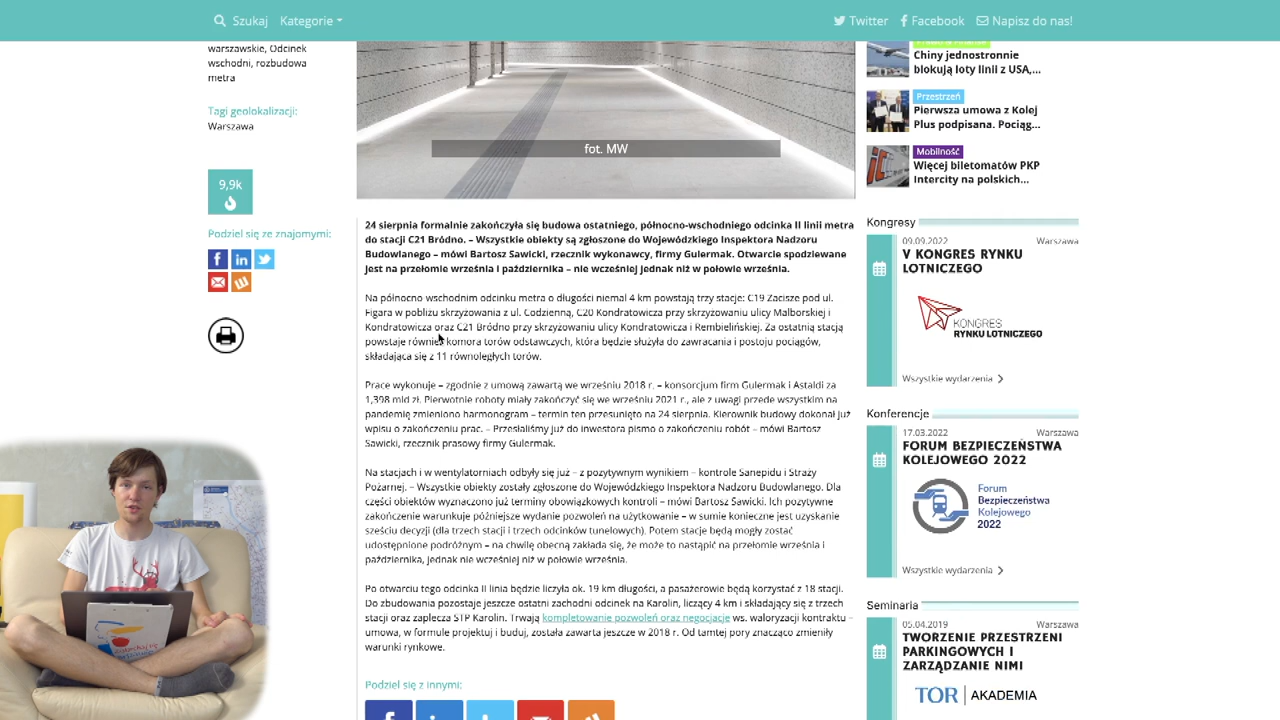 Szukaj
Kategorie
Twitter
Facebook
Napisz do nas!
warszawskie, Odcinek
wschodni, rozbudowa
metra
Tagi geolokalizacji:
Warszawa
9,9k
Podziel się ze znajomymi:
fot. MW
24 sierpnia formalnie zakończyła się budowa ostatniego, północno-wschodniego odcinka II linii metra
do stacji C21 Bródno. – Wszystkie obiekty są zgłoszone do Wojewódzkiego Inspektora Nadzoru
Budowlanego – mówi Bartosz Sawicki, rzecznik wykonawcy, firmy Gulermak. Otwarcie spodziewane
jest na przełomie września i października – nie wcześniej jednak niż w połowie września.
Na północno-wschodnim odcinku metra o długości niemal 4 km powstają trzy stacje: C19 Zacisze pod ul.
Figara w pobliżu skrzyżowania z ul. Codzienną, C20 Kondratowicza przy skrzyżowaniu ulicy Malborskiej i
Kondratowicza oraz C21 Bródno przy skrzyżowaniu ulicy Kondratowicza i Rembielińskiej. Za ostatnią stacją
powstaje również komora torów odstawczych, która będzie służyła do zawracania i postoju pociągów,
składająca się z 11 równoległych torów.
Prace wykonuje – zgodnie z umową zawartą we wrześniu 2018 r. – konsorcjum firm Gulermak i Astaldi za
1,398 mld zł. Pierwotnie roboty miały zakończyć się we wrześniu 2021 r., ale z uwagi przede wszystkim na
pandemię zmieniono harmonogram – termin ten przesunięto na 24 sierpnia. Kierownik budowy dokonał już
wpisu o zakończeniu prac. – Przesłaliśmy już do inwestora pismo o zakończeniu robót – mówi Bartosz
Sawicki, rzecznik prasowy firmy Gulermak.
Na stacjach i w wentylatorniach odbyły się już – z pozytywnym wynikiem – kontrole Sanepidu i Straży
Pożarnej. – Wszystkie obiekty zostały zgłoszone do Wojewódzkiego Inspektora Nadzoru Budowlanego. Dla
części obiektów wyznaczono już terminy obowiązkowych kontroli – mówi Bartosz Sawicki. Ich pozytywne
zakończenie warunkuje późniejsze wydanie pozwoleń na użytkowanie – w sumie konieczne jest uzyskanie
sześciu decyzji (dla trzech stacji i trzech odcinków tunelowych). Potem stacje będą mogły zostać
udostępnione podróżnym – na chwilę obecną zakłada się, że może to nastąpić na przełomie września i
października, jednak nie wcześniej niż w połowie września.
Po otwarciu tego odcinka II linia będzie liczyła ok. 19 km długości, a pasażerowie będą korzystać z 18 stacji.
Do zbudowania pozostaje jeszcze ostatni zachodni odcinek na Karolin, liczący 4 km i składający się z trzech
stacji oraz zaplecza STP Karolin. Trwają kompletowanie pozwoleń oraz negocjacje ws. waloryzacji kontraktu –
umowa, w formule projektuj i buduj, została zawarta jeszcze w 2018 r. Od tamtej pory znacząco zmieniły
warunki rynkowe.
Podziel się z innymi:
Chiny jednostronnie
blokują loty linii z USA,...
Przestrzeń
Pierwsza umowa z Kolej
Plus podpisana. Pociąg...
Mobilność
Więcej biletomatów PKP
Intercity na polskich...
Kongresy
09.09.2022 Warszawa
V KONGRES RYNKU
LOTNICZEGO
KONGRES
RYNKU LOTNICZEGO
Wszystkie wydarzenia
Konferencje
17.03.2022 Warszawa
FORUM BEZPIECZEŃSTWA
KOLEJOWEGO 2022
Forum
Bezpieczeństwa
Kolejowego
2022
Wszystkie wydarzenia
Seminaria
05.04.2019 Warszawa
TWORZENIE PRZESTRZENI
PARKINGOWYCH I
ZARZĄDZANIE NIMI
TOR | AKADEMIA